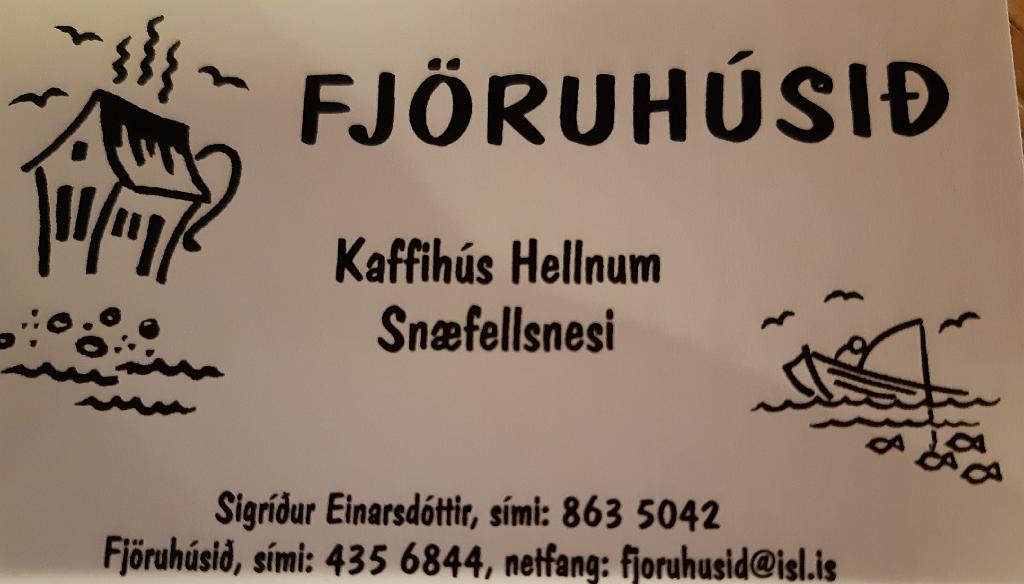 FJÖRUHÚSIÐ
Kaffihús Hellnum
Snæfellsnesi
Sigríður Einarsdóttir, sími: 863 5042
Fjöruhúsið, sími: 435 6844, netfang: fjoruhusid@isl.is